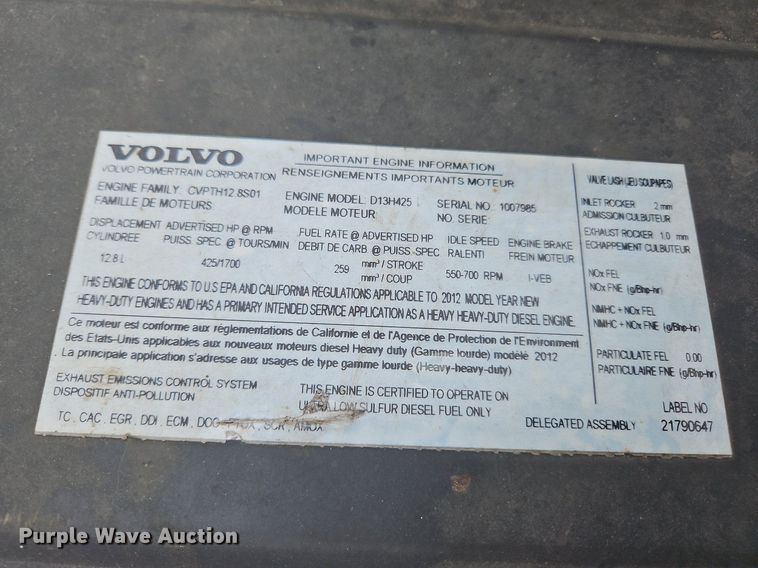 VOLVO
VOLVO POWERTRAIN CORPORATION
IMPORTANT ENGINE INFORMATION
RENSEIGNEMENTS IMPORTANTS MOTEUR
ENGINE FAMILY: CVPTH12.8S01
FAMILLE DE MOTEURS:
ENGINE MODEL: D13H425
MODELE MOTEUR:
SERIAL NO: 1007985
NO. SERIE:
DISPLACEMENT
CYLINDREE
12.8 L
ADVERTISED HP @ RPM
PUISS. SPEC. @ TOURS/MIN
425/1700
FUEL RATE @ ADVERTISED HP
DEBIT DE CARB @ PUISS. SPEC
259 mm³ / STROKE
mm³ / COUP
IDLE SPEED
RALENTI
550-700 RPM
ENGINE BRAKE
FREIN MOTEUR
I-VEB
THIS ENGINE CONFORMS TO U.S EPA AND CALIFORNIA REGULATIONS APPLICABLE TO 2012 MODEL YEAR NEW
HEAVY-DUTY ENGINES AND HAS A PRIMARY INTENDED SERVICE APPLICATION AS A HEAVY HEAVY-DUTY DIESEL ENGINE.
Ce moteur est conforme aux réglementations de Californie et de l'Agence de Protection de l'Environment
des Etats-Unis applicables aux nouveaux moteurs diesel Heavy duty (Gamme lourde) modèle 2012
. La principale application s'adresse aux usages de type gamme lourde (Heavy-heavy-duty)
EXHAUST EMISSIONS CONTROL SYSTEM
DISPOSITIF ANTI-POLLUTION
TC, CAC, EGR, DDI, ECM, DOC, PTOX, SCR, AMOX
THIS ENGINE IS CERTIFIED TO OPERATE ON
ULTRA LOW SULFUR DIESEL FUEL ONLY
DELEGATED ASSEMBLY
VALVE LASH (JEU SOUPAPES)
INLET ROCKER .2 mm
ADMISSION CULBUTEUR
EXHAUST ROCKER 1.0 mm
ECHAPPEMENT CULBUTEUR
NOx FEL
NOx FNE (g/Bhp-hr)
NMHC + NOx FEL
NMHC + NOx FNE (g/Bhp-hr)
PARTICULATE FEL 0.00
PARTICULAIRE FNE (g/Bhp-hr)
LABEL NO
21790647
Purple Wave Auction